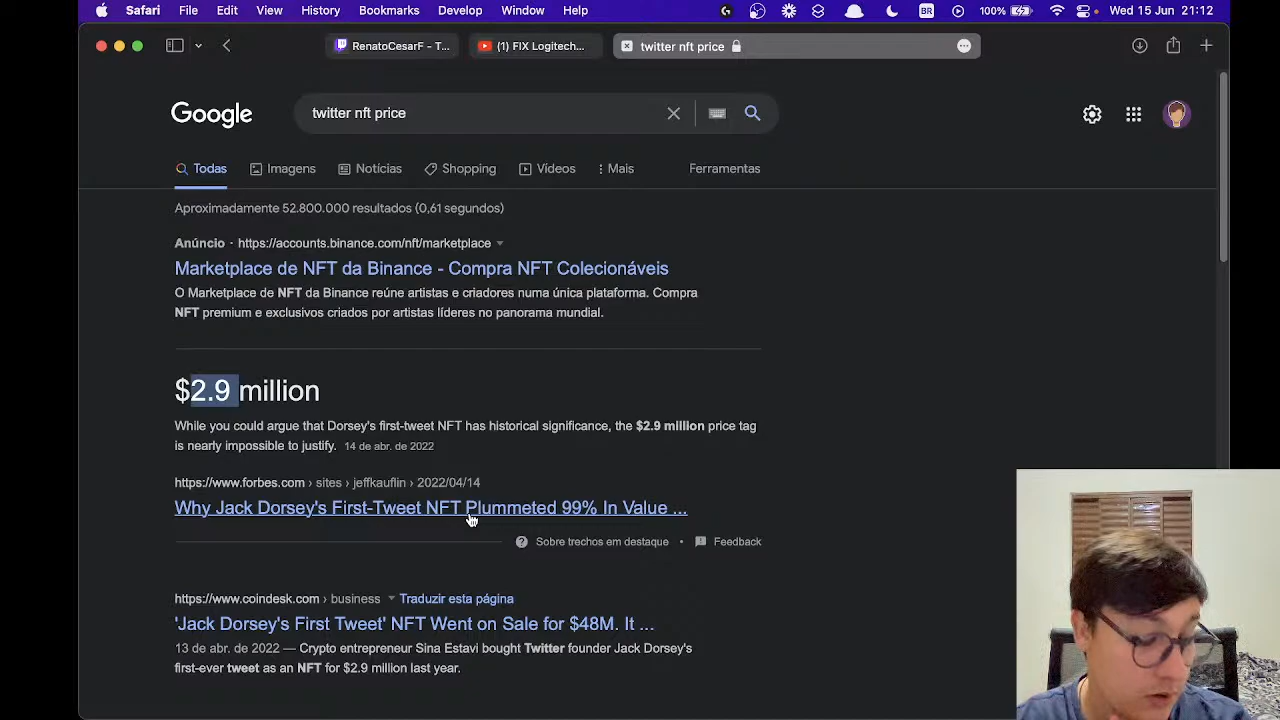 Safari File Edit View History Bookmarks Develop Window Help BR 100% Wed 15 Jun 21:12
RenatoCesarF - T... (1) FIX Logitech... twitter nft price
Google twitter nft price
Todas Imagens Notícias Shopping Vídeos Mais Ferramentas
Aproximadamente 52.800.000 resultados (0,61 segundos)
Anúncio · https://accounts.binance.com/nft/marketplace
Marketplace de NFT da Binance - Compra NFT Colecionáveis
O Marketplace de NFT da Binance reúne artistas e criadores numa única plataforma. Compra
NFT premium e exclusivos criados por artistas líderes no panorama mundial.
$2.9 million
While you could argue that Dorsey's first-tweet NFT has historical significance, the $2.9 million price tag
is nearly impossible to justify. 14 de abr. de 2022
https://www.forbes.com › sites › jeffkauflin › 2022/04/14
Why Jack Dorsey's First-Tweet NFT Plummeted 99% In Value ...
Sobre trechos em destaque • Feedback
https://www.coindesk.com › business Traduzir esta página
'Jack Dorsey's First Tweet' NFT Went on Sale for $48M. It ...
13 de abr. de 2022 — Crypto entrepreneur Sina Estavi bought Twitter founder Jack Dorsey's
first-ever tweet as an NFT for $2.9 million last year.